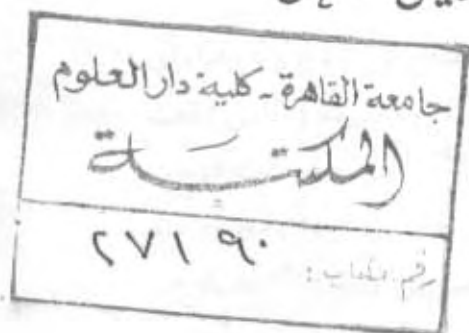 جامعة القاهرة - كلية دار العلوم
المكتبة
رقم الكتاب : ٢٧١٩٠